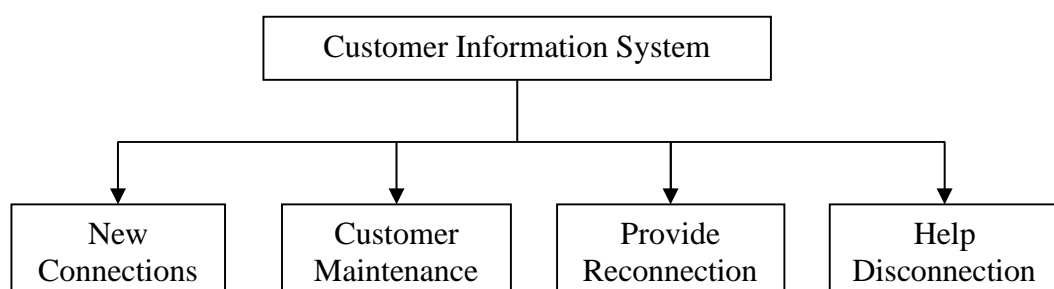 Customer Information System
New
Connections
Customer
Maintenance
Provide
Reconnection
Help
Disconnection